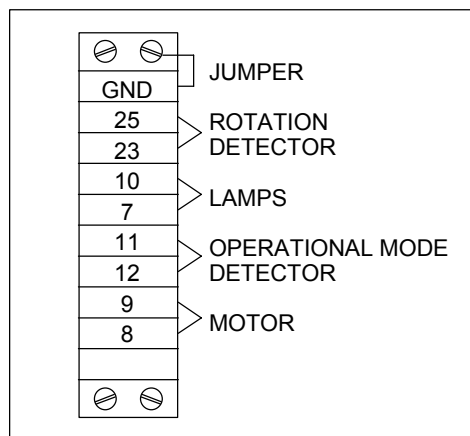 JUMPER
GND
25
ROTATION
DETECTOR
23
10
LAMPS
7
11
OPERATIONAL MODE
DETECTOR
12
9
MOTOR
8